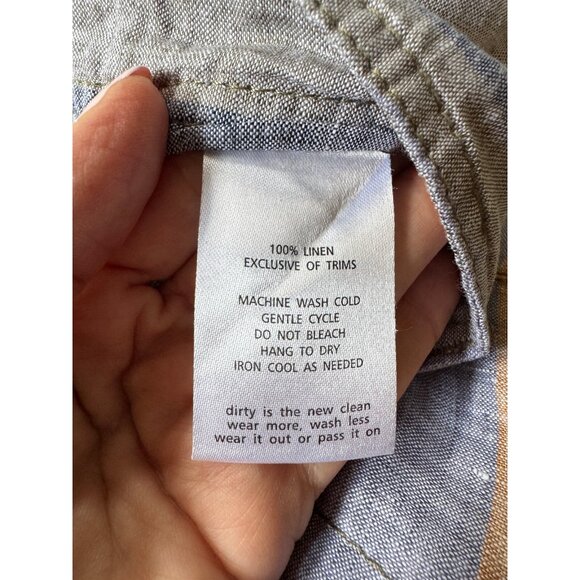 100% LINEN
EXCLUSIVE OF TRIMS
MACHINE WASH COLD
GENTLE CYCLE
DO NOT BLEACH
HANG TO DRY
IRON COOL AS NEEDED
dirty is the new clean
wear more, wash less
wear it out or pass it on